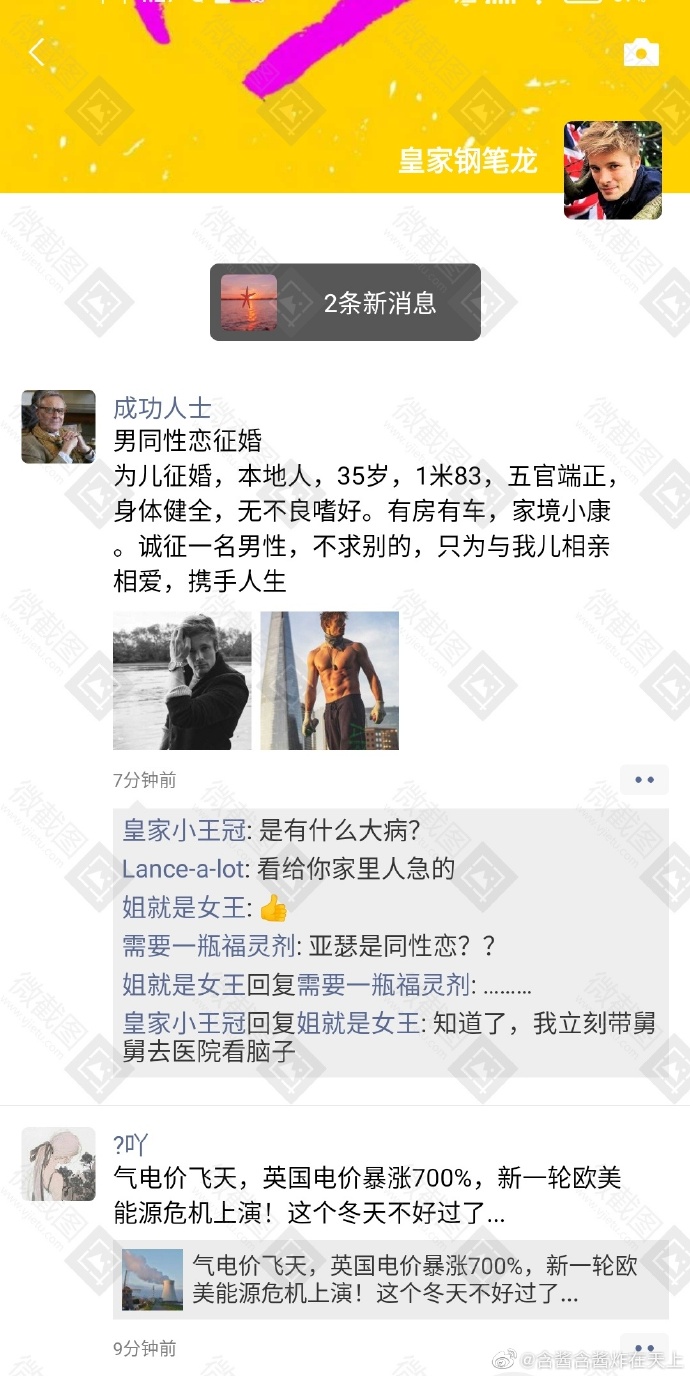 皇家钢笔龙
2条新消息
成功人士
男同性恋征婚
为儿征婚，本地人，35岁，1米83，五官端正，
身体健全，无不良嗜好。有房有车，家境小康
。诚征一名男性，不求别的，只为与我儿相亲
相爱，携手人生
7分钟前
皇家小王冠: 是有什么大病？
Lance-a-lot: 看给你家里人急的
姐就是女王: 👍
需要一瓶福灵剂: 亚瑟是同性恋？？
姐就是女王回复需要一瓶福灵剂: ………
皇家小王冠回复姐就是女王: 知道了，我立刻带舅
舅去医院看脑子
?吖
气电价飞天，英国电价暴涨700%，新一轮欧美
能源危机上演！这个冬天不好过了...
气电价飞天，英国电价暴涨700%，新一轮欧
美能源危机上演！这个冬天不好过了...
9分钟前
@含酱含酱炸在天上
微截图